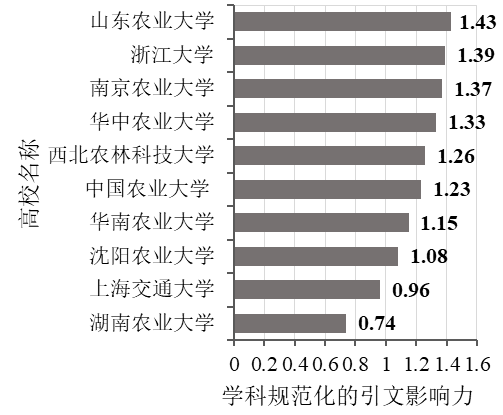 山东农业大学 1.43
浙江大学 1.39
南京农业大学 1.37
华中农业大学 1.33
西北农林科技大学 1.26
中国农业大学 1.23
华南农业大学 1.15
沈阳农业大学 1.08
上海交通大学 0.96
湖南农业大学 0.74
高校名称
0 0.2 0.4 0.6 0.8 1 1.2 1.4 1.6
学科规范化的引文影响力